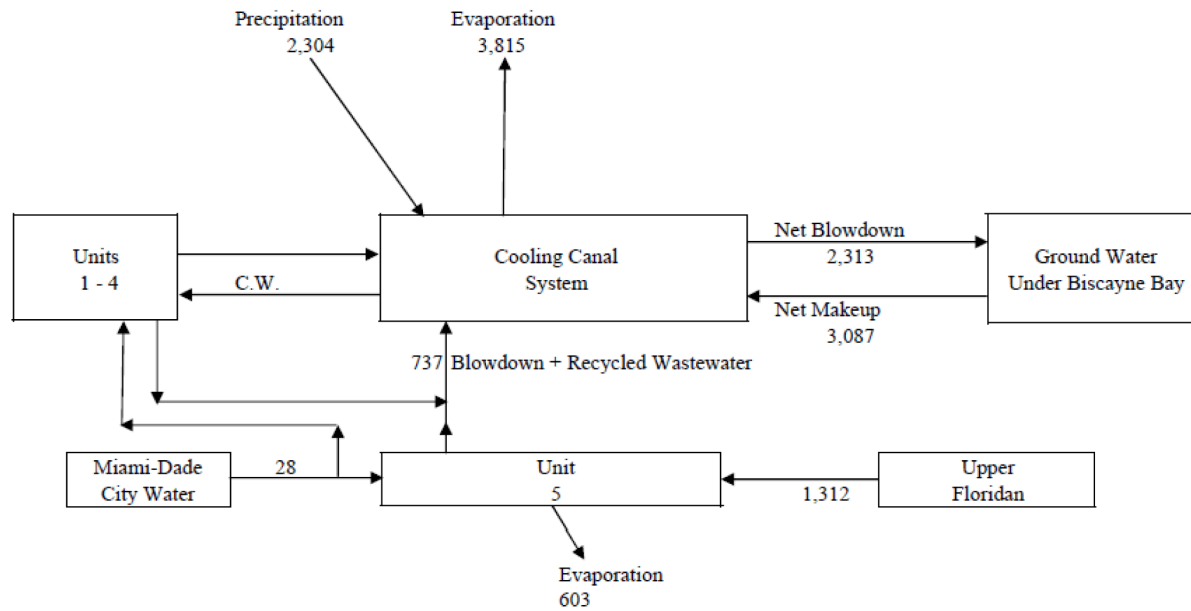 Precipitation
2,304
Evaporation
3,815
Units
1 - 4
C.W.
Cooling Canal
System
Net Blowdown
2,313
Net Makeup
3,087
Ground Water
Under Biscayne Bay
737 Blowdown + Recycled Wastewater
Miami-Dade
City Water
28
Unit
5
1,312
Upper
Floridan
Evaporation
603